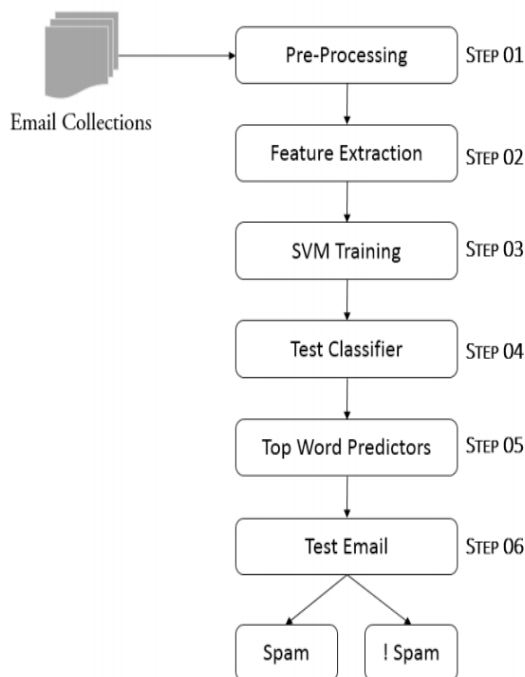 Pre-Processing STEP 01
Email Collections
Feature Extraction STEP 02
SVM Training STEP 03
Test Classifier STEP 04
Top Word Predictors STEP 05
Test Email STEP 06
Spam ! Spam